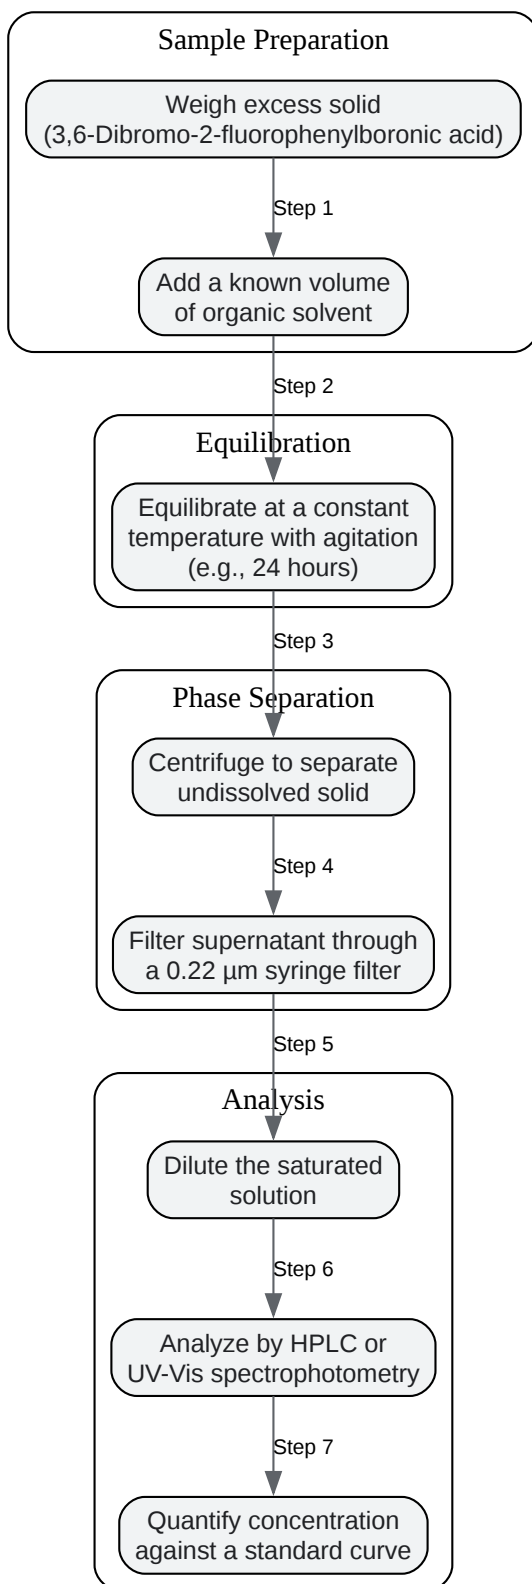 Sample Preparation
Weigh excess solid
(3,6-Dibromo-2-fluorophenylboronic acid)
Step 1
Add a known volume
of organic solvent
Step 2
Equilibration
Equilibrate at a constant
temperature with agitation
(e.g., 24 hours)
Step 3
Phase Separation
Centrifuge to separate
undissolved solid
Step 4
Filter supernatant through
a 0.22 µm syringe filter
Step 5
Analysis
Dilute the saturated
solution
Step 6
Analyze by HPLC or
UV-Vis spectrophotometry
Step 7
Quantify concentration
against a standard curve